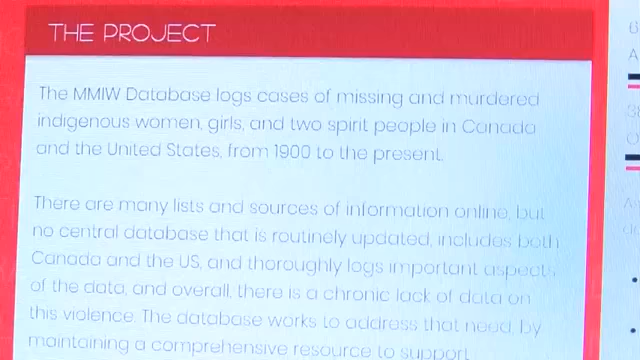 THE PROJECT
The MMIW Database logs cases of missing and murdered
indigenous women, girls, and two spirit people in Canada
and the United States, from 1900 to the present.
There are many lists and sources of information online, but
no central database that is routinely updated, includes both
Canada and the US, and thoroughly logs important aspects
of the data, and overall, there is a chronic lack of data on
this violence. The database works to address that need, by
maintaining a comprehensive resource to support